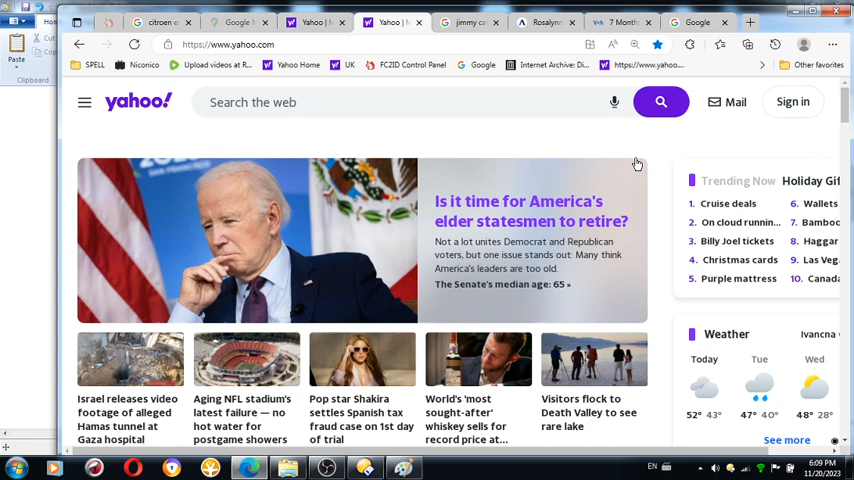 Ho
Paste
Clipboard
citroen e
Google M
Yahoo | M
Yahoo | M
jimmy ca
Rosalynn
7 Month
Google
https://www.yahoo.com
SPELL
Niconico
Upload videos at R...
Yahoo Home
UK
FC2ID Control Panel
Google
Internet Archive: Di...
https://www.yahoo....
Other favorites
yahoo!
Search the web
Mail
Sign in
Is it time for America's
elder statesmen to retire?
Not a lot unites Democrat and Republican
voters, but one issue stands out: Many think
America's leaders are too old.
The Senate's median age: 65 »
Trending Now Holiday Gif
1. Cruise deals 6. Wallets
2. On cloud runnin... 7. Bamboo
3. Billy Joel tickets 8. Haggar
4. Christmas cards 9. Las Veg
5. Purple mattress 10. Canada
Israel releases video
footage of alleged
Hamas tunnel at
Gaza hospital
Aging NFL stadium's
latest failure — no
hot water for
postgame showers
Pop star Shakira
settles Spanish tax
fraud case on 1st day
of trial
World's 'most
sought-after'
whiskey sells for
record price at...
Visitors flock to
Death Valley to see
rare lake
Weather Ivancna
Today Tue Wed
52° 43° 47° 40° 48° 28°
See more
EN
6:09 PM
11/20/2023